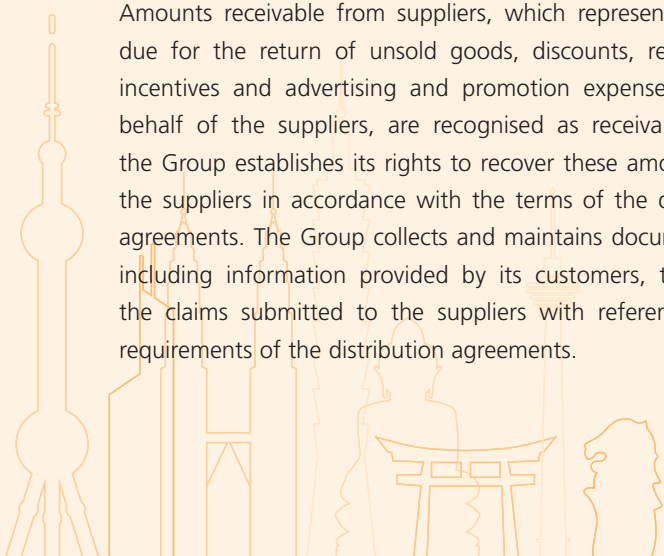 Amounts receivable from suppliers, which represen
due for the return of unsold goods, discounts, re
incentives and advertising and promotion expense
behalf of the suppliers, are recognised as receiva
the Group establishes its rights to recover these amo
the suppliers in accordance with the terms of the d
agreements. The Group collects and maintains docu
including information provided by its customers, t
the claims submitted to the suppliers with referen
requirements of the distribution agreements.